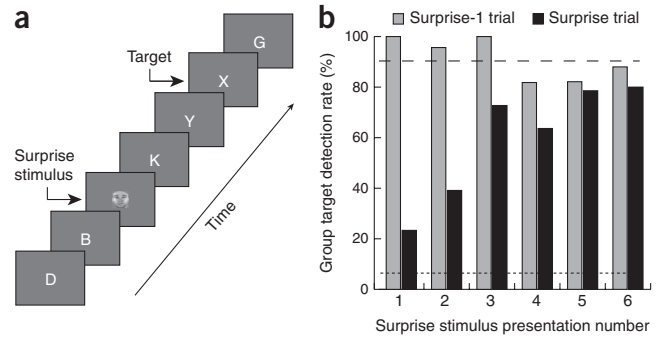 a
Surprise
stimulus
Target
D
B
K
Y
X
G
Time
b
Surprise-1 trial
Surprise trial
Group target detection rate (%)
100
80
60
40
20
0
1 2 3 4 5 6
Surprise stimulus presentation number